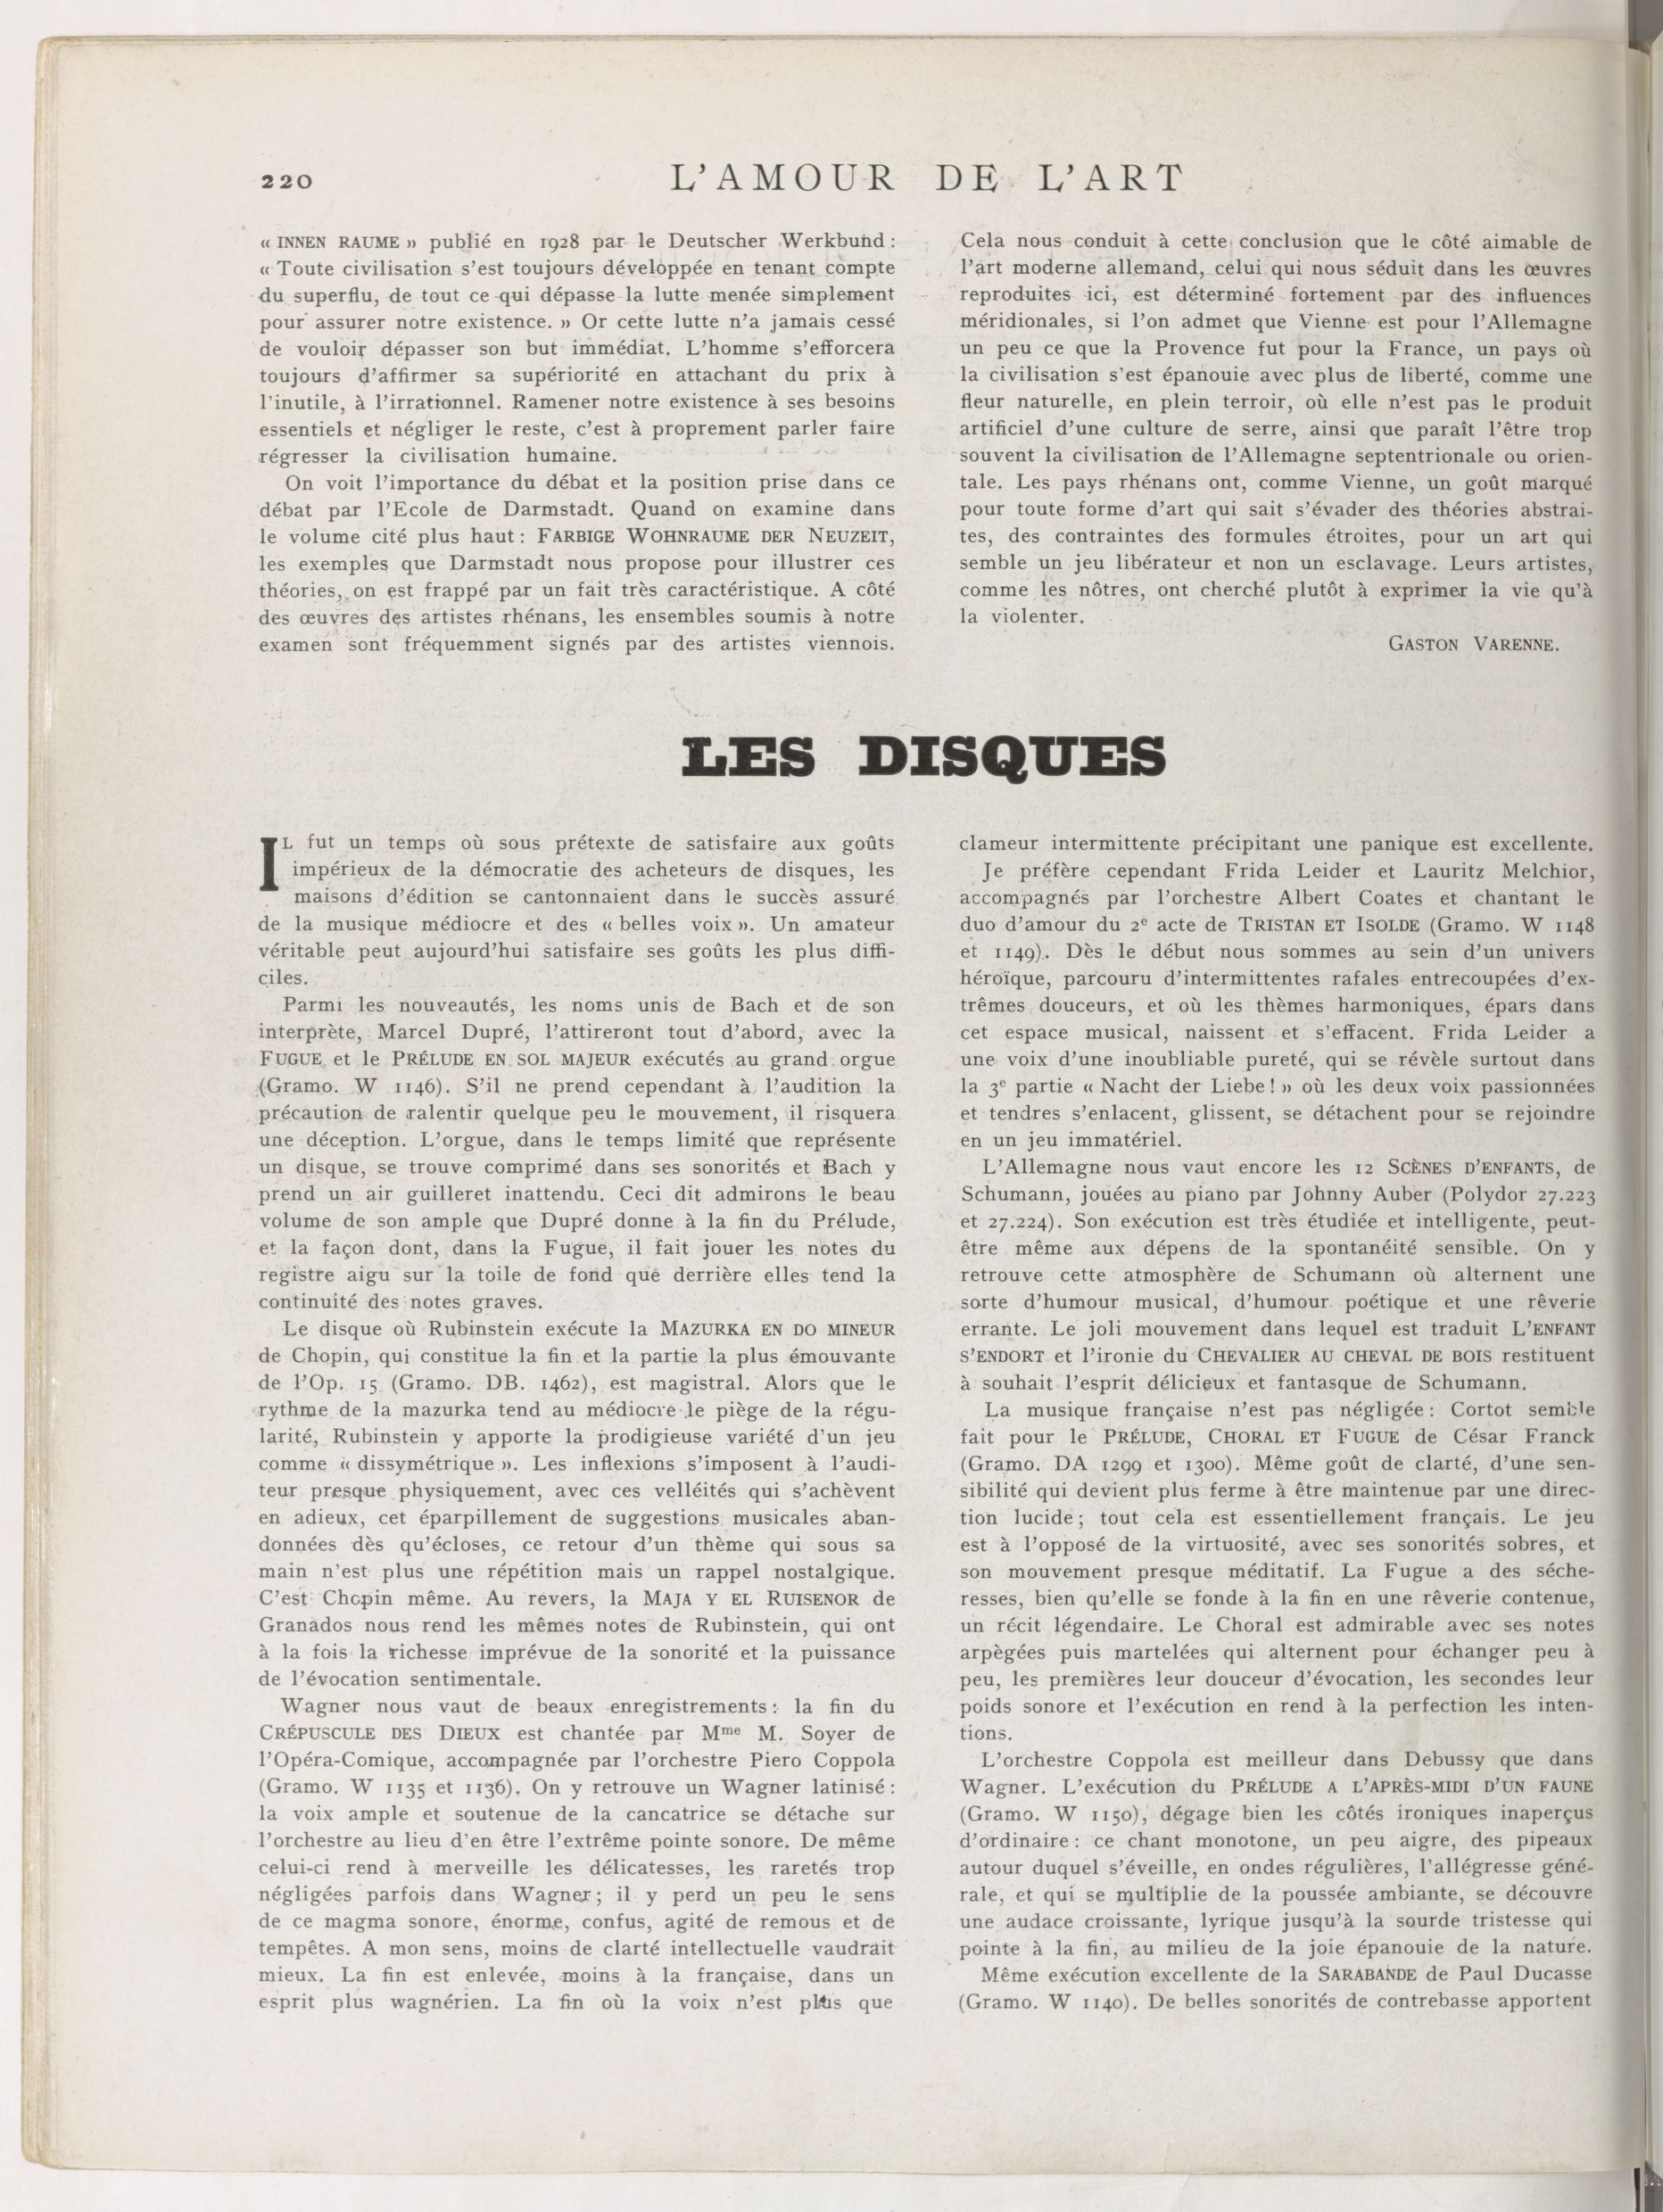 220
L'AMOUR DE L'ART
« INNEN RAUME » publié en 1928 par le Deutscher Werkbund :
« Toute civilisation s'est toujours développée en tenant compte
du superflu, de tout ce qui dépasse la lutte menée simplement
pour assurer notre existence. » Or cette lutte n'a jamais cessé
de vouloir dépasser son but immédiat. L'homme s'efforcera
toujours d'affirmer sa supériorité en attachant du prix à
l'inutile, à l'irrationnel. Ramener notre existence à ses besoins
essentiels et négliger le reste, c'est à proprement parler faire
régresser la civilisation humaine.
On voit l'importance du débat et la position prise dans ce
débat par l'Ecole de Darmstadt. Quand on examine dans
le volume cité plus haut : FARBIGE WOHNRAUME DER NEUZEIT,
les exemples que Darmstadt nous propose pour illustrer ces
théories, on est frappé par un fait très caractéristique. A côté
des œuvres des artistes rhénans, les ensembles soumis à notre
examen sont fréquemment signés par des artistes viennois.
Cela nous conduit à cette conclusion que le côté aimable de
l'art moderne allemand, celui qui nous séduit dans les œuvres
reproduites ici, est déterminé fortement par des influences
méridionales, si l'on admet que Vienne est pour l'Allemagne
un peu ce que la Provence fut pour la France, un pays où
la civilisation s'est épanouie avec plus de liberté, comme une
fleur naturelle, en plein terroir, où elle n'est pas le produit
artificiel d'une culture de serre, ainsi que paraît l'être trop
souvent la civilisation de l'Allemagne septentrionale ou orien-
tale. Les pays rhénans ont, comme Vienne, un goût marqué
pour toute forme d'art qui sait s'évader des théories abstrai-
tes, des contraintes des formules étroites, pour un art qui
semble un jeu libérateur et non un esclavage. Leurs artistes,
comme les nôtres, ont cherché plutôt à exprimer la vie qu'à
la violenter.
GASTON VARENNE.
LES DISQUES
IL fut un temps où sous prétexte de satisfaire aux goûts
impérieux de la démocratie des acheteurs de disques, les
maisons d'édition se cantonnaient dans le succès assuré
de la musique médiocre et des « belles voix ». Un amateur
véritable peut aujourd'hui satisfaire ses goûts les plus diffi-
ciles.
Parmi les nouveautés, les noms unis de Bach et de son
interprète, Marcel Dupré, l'attireront tout d'abord, avec la
FUGUE et le PRÉLUDE EN SOL MAJEUR exécutés au grand orgue
(Gramo. W 1146). S'il ne prend cependant à l'audition la
précaution de ralentir quelque peu le mouvement, il risquera
une déception. L'orgue, dans le temps limité que représente
un disque, se trouve comprimé dans ses sonorités et Bach y
prend un air guilleret inattendu. Ceci dit admirons le beau
volume de son ample que Dupré donne à la fin du Prélude,
et la façon dont, dans la Fugue, il fait jouer les notes du
registre aigu sur la toile de fond que derrière elles tend la
continuité des notes graves.
Le disque où Rubinstein exécute la MAZURKA EN DO MINEUR
de Chopin, qui constitue la fin et la partie la plus émouvante
de l'Op. 15 (Gramo. DB. 1462), est magistral. Alors que le
rythme de la mazurka tend au médiocre le piège de la régu-
larité, Rubinstein y apporte la prodigieuse variété d'un jeu
comme « dissymétrique ». Les inflexions s'imposent à l'audi-
teur presque physiquement, avec ces velléités qui s'achèvent
en adieux, cet éparpillement de suggestions musicales aban-
données dès qu'écloses, ce retour d'un thème qui sous sa
main n'est plus une répétition mais un rappel nostalgique.
C'est Chopin même. Au revers, la MAJA Y EL RUISENOR de
Granados nous rend les mêmes notes de Rubinstein, qui ont
à la fois la richesse imprévue de la sonorité et la puissance
de l'évocation sentimentale.
Wagner nous vaut de beaux enregistrements : la fin du
CRÉPUSCULE DES DIEUX est chantée par Mme M. Soyer de
l'Opéra-Comique, accompagnée par l'orchestre Piero Coppola
(Gramo. W 1135 et 1136). On y retrouve un Wagner latinisé :
la voix ample et soutenue de la cancatrice se détache sur
l'orchestre au lieu d'en être l'extrême pointe sonore. De même
celui-ci rend à merveille les délicatesses, les raretés trop
négligées parfois dans Wagner ; il y perd un peu le sens
de ce magma sonore, énorme, confus, agité de remous et de
tempêtes. A mon sens, moins de clarté intellectuelle vaudrait
mieux. La fin est enlevée, moins à la française, dans un
esprit plus wagnérien. La fin où la voix n'est plus que
clameur intermittente précipitant une panique est excellente.
Je préfère cependant Frida Leider et Lauritz Melchior,
accompagnés par l'orchestre Albert Coates et chantant le
duo d'amour du 2e acte de TRISTAN ET ISOLDE (Gramo. W 1148
et 1149). Dès le début nous sommes au sein d'un univers
héroïque, parcouru d'intermittentes rafales entrecoupées d'ex-
trêmes douceurs, et où les thèmes harmoniques, épars dans
cet espace musical, naissent et s'effacent. Frida Leider a
une voix d'une inoubliable pureté, qui se révèle surtout dans
la 3e partie « Nacht der Liebe ! » où les deux voix passionnées
et tendres s'enlacent, glissent, se détachent pour se rejoindre
en un jeu immatériel.
L'Allemagne nous vaut encore les 12 SCÈNES D'ENFANTS, de
Schumann, jouées au piano par Johnny Auber (Polydor 27.223
et 27.224). Son exécution est très étudiée et intelligente, peut-
être même aux dépens de la spontanéité sensible. On y
retrouve cette atmosphère de Schumann où alternent une
sorte d'humour musical, d'humour poétique et une rêverie
errante. Le joli mouvement dans lequel est traduit L'ENFANT
S'ENDORT et l'ironie du CHEVALIER AU CHEVAL DE BOIS restituent
à souhait l'esprit délicieux et fantasque de Schumann.
La musique française n'est pas négligée : Cortot semble
fait pour le PRÉLUDE, CHORAL ET FUGUE de César Franck
(Gramo. DA 1299 et 1300). Même goût de clarté, d'une sen-
sibilité qui devient plus ferme à être maintenue par une direc-
tion lucide ; tout cela est essentiellement français. Le jeu
est à l'opposé de la virtuosité, avec ses sonorités sobres, et
son mouvement presque méditatif. La Fugue a des séche-
resses, bien qu'elle se fonde à la fin en une rêverie contenue,
un récit légendaire. Le Choral est admirable avec ses notes
arpègées puis martelées qui alternent pour échanger peu à
peu, les premières leur douceur d'évocation, les secondes leur
poids sonore et l'exécution en rend à la perfection les inten-
tions.
L'orchestre Coppola est meilleur dans Debussy que dans
Wagner. L'exécution du PRÉLUDE A L'APRÈS-MIDI D'UN FAUNE
(Gramo. W 1150), dégage bien les côtés ironiques inaperçus
d'ordinaire : ce chant monotone, un peu aigre, des pipeaux
autour duquel s'éveille, en ondes régulières, l'allégresse géné-
rale, et qui se multiplie de la poussée ambiante, se découvre
une audace croissante, lyrique jusqu'à la sourde tristesse qui
pointe à la fin, au milieu de la joie épanouie de la nature.
Même exécution excellente de la SARABANDE de Paul Ducasse
(Gramo. W 1140). De belles sonorités de contrebasse apportent